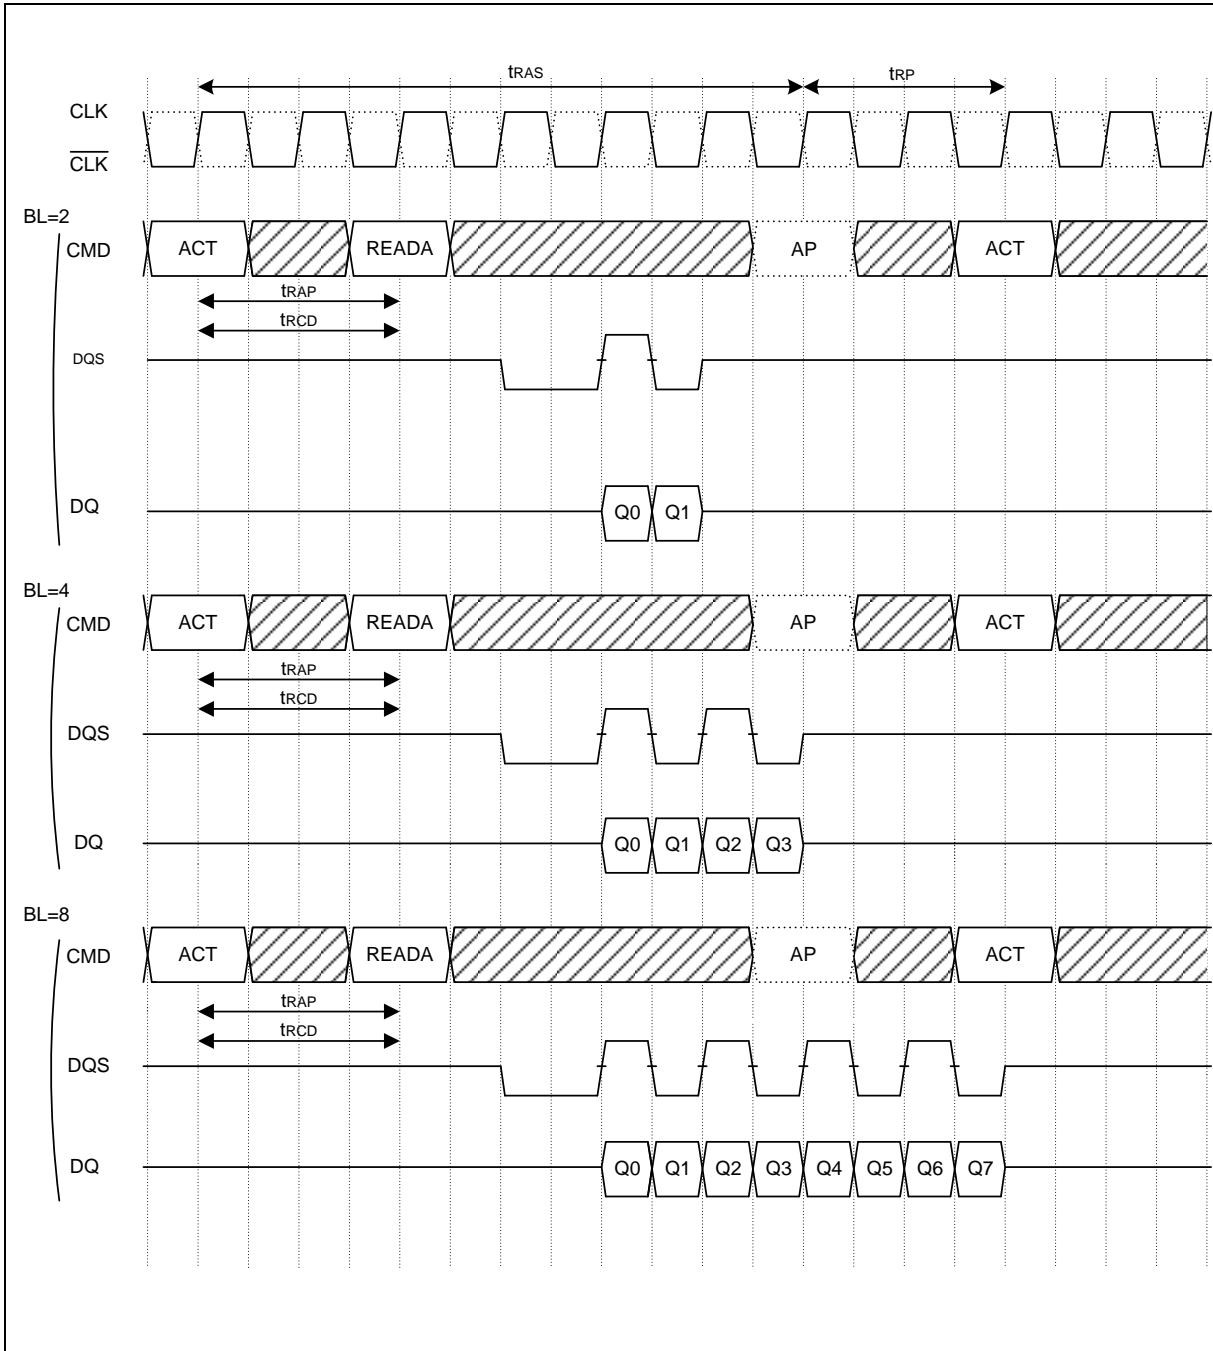 tRAS tRP
CLK
CLK
BL=2
CMD ACT READA AP ACT
tRAP
tRCD
DQS
DQ Q0 Q1
BL=4
CMD ACT READA AP ACT
tRAP
tRCD
DQS
DQ Q0 Q1 Q2 Q3
BL=8
CMD ACT READA AP ACT
tRAP
tRCD
DQS
DQ Q0 Q1 Q2 Q3 Q4 Q5 Q6 Q7